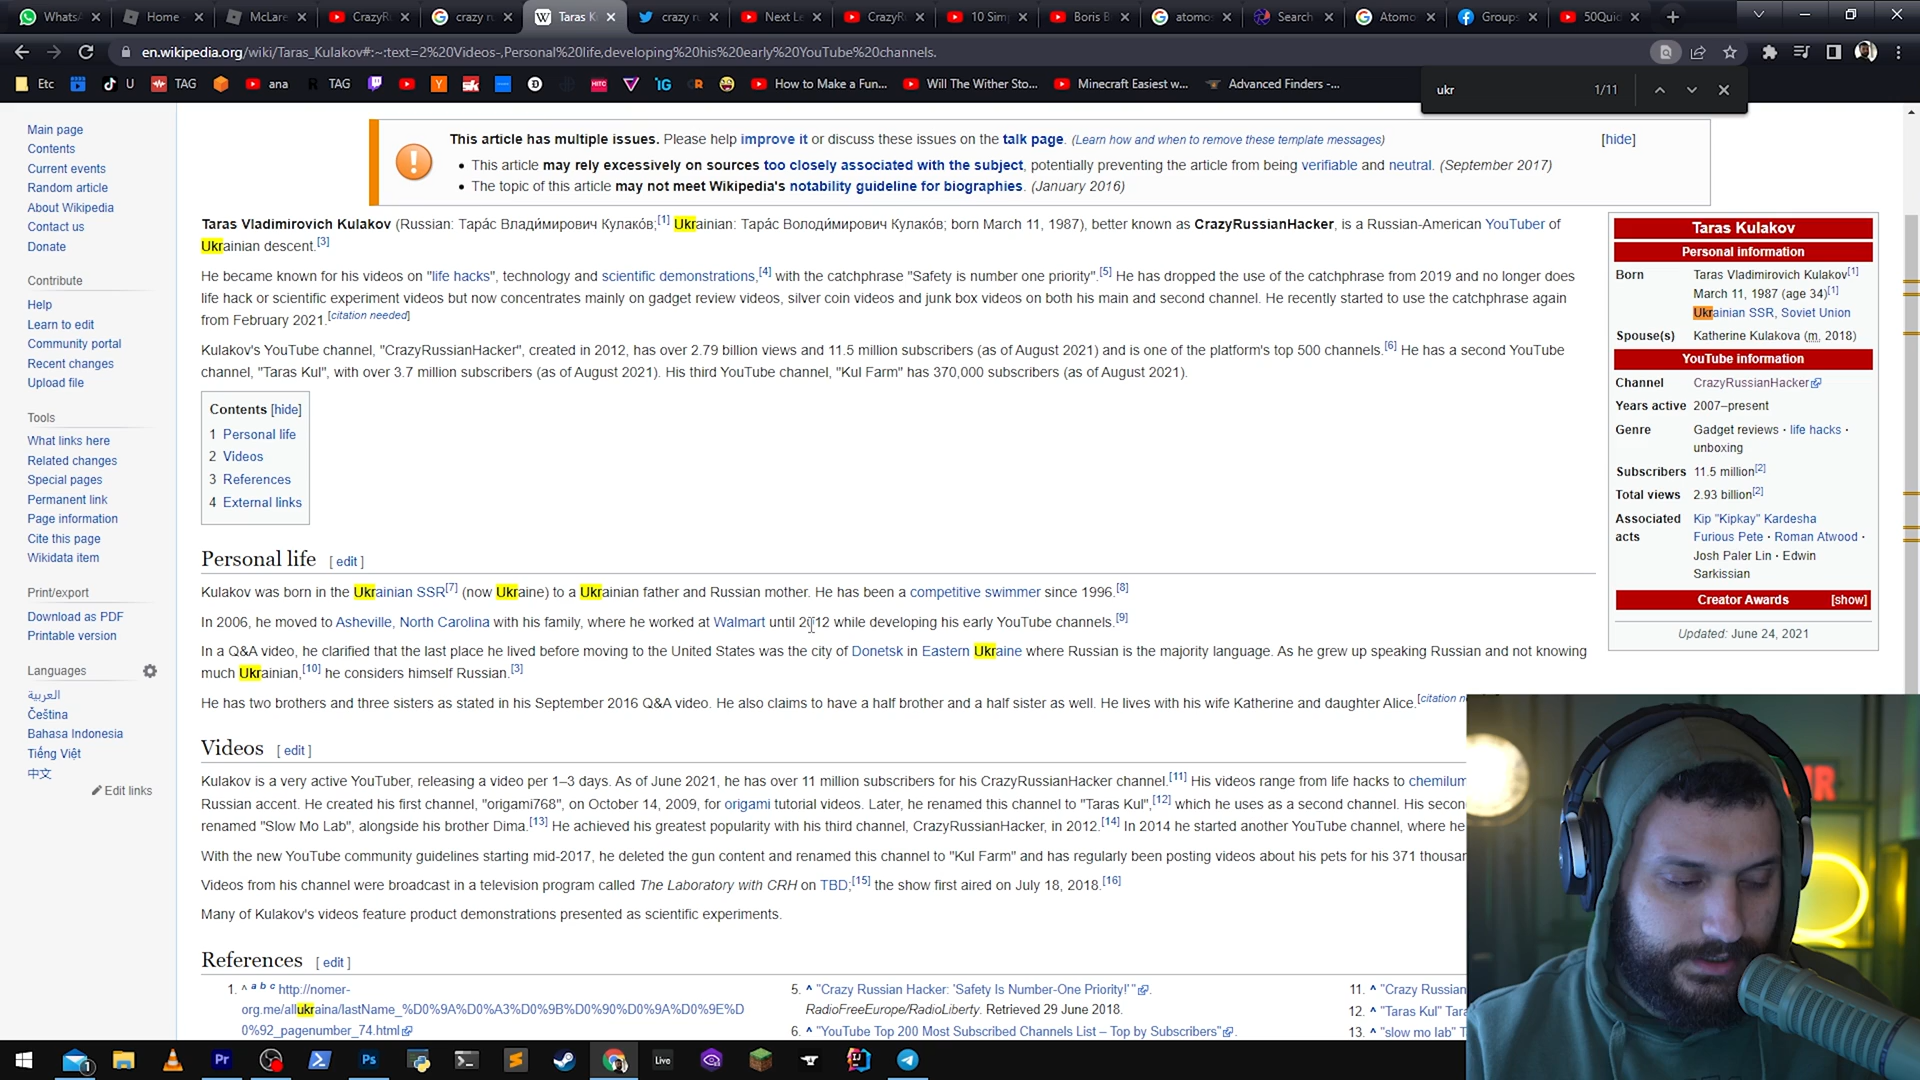 WhatsA
Home -
McLare
CrazyR
crazy ru
Taras K
crazy ru
Next Le
CrazyR
10 Simp
Boris B
atomos
Search
Atomo
Groups
50Quic
en.wikipedia.org/wiki/Taras_Kulakov#:~:text=2%20Videos-,Personal%20life,developing%20his%20early%20YouTube%20channels.
Etc
U
TAG
ana
TAG
How to Make a Fun...
Will The Wither Sto...
Minecraft Easiest w...
Advanced Finders -...
ukr
1/11
Main page
Contents
Current events
Random article
About Wikipedia
Contact us
Donate
Contribute
Help
Learn to edit
Community portal
Recent changes
Upload file
Tools
What links here
Related changes
Special pages
Permanent link
Page information
Cite this page
Wikidata item
Print/export
Download as PDF
Printable version
Languages
العربية
Čeština
Bahasa Indonesia
Tiếng Việt
中文
Edit links
This article has multiple issues. Please help improve it or discuss these issues on the talk page. (Learn how and when to remove these template messages)
[hide]
• This article may rely excessively on sources too closely associated with the subject, potentially preventing the article from being verifiable and neutral. (September 2017)
• The topic of this article may not meet Wikipedia's notability guideline for biographies. (January 2016)
Taras Vladimirovich Kulakov (Russian: Тара́с Влади́мирович Кулако́в;[1] Ukrainian: Тара́с Володи́мирович Кулако́в; born March 11, 1987), better known as CrazyRussianHacker, is a Russian-American YouTuber of
Ukrainian descent.[3]
He became known for his videos on "life hacks", technology and scientific demonstrations,[4] with the catchphrase "Safety is number one priority".[5] He has dropped the use of the catchphrase from 2019 and no longer does
life hack or scientific experiment videos but now concentrates mainly on gadget review videos, silver coin videos and junk box videos on both his main and second channel. He recently started to use the catchphrase again
from February 2021.[citation needed]
Kulakov's YouTube channel, "CrazyRussianHacker", created in 2012, has over 2.79 billion views and 11.5 million subscribers (as of August 2021) and is one of the platform's top 500 channels.[6] He has a second YouTube
channel, "Taras Kul", with over 3.7 million subscribers (as of August 2021). His third YouTube channel, "Kul Farm" has 370,000 subscribers (as of August 2021).
Contents [hide]
1 Personal life
2 Videos
3 References
4 External links
Personal life [ edit ]
Kulakov was born in the Ukrainian SSR[7] (now Ukraine) to a Ukrainian father and Russian mother. He has been a competitive swimmer since 1996.[8]
In 2006, he moved to Asheville, North Carolina with his family, where he worked at Walmart until 2012 while developing his early YouTube channels.[9]
In a Q&A video, he clarified that the last place he lived before moving to the United States was the city of Donetsk in Eastern Ukraine where Russian is the majority language. As he grew up speaking Russian and not knowing
much Ukrainian,[10] he considers himself Russian.[3]
He has two brothers and three sisters as stated in his September 2016 Q&A video. He also claims to have a half brother and a half sister as well. He lives with his wife Katherine and daughter Alice.[citation n
Videos [ edit ]
Kulakov is a very active YouTuber, releasing a video per 1–3 days. As of June 2021, he has over 11 million subscribers for his CrazyRussianHacker channel.[11] His videos range from life hacks to chemilum
Russian accent. He created his first channel, "origami768", on October 14, 2009, for origami tutorial videos. Later, he renamed this channel to "Taras Kul",[12] which he uses as a second channel. His secon
renamed "Slow Mo Lab", alongside his brother Dima.[13] He achieved his greatest popularity with his third channel, CrazyRussianHacker, in 2012.[14] In 2014 he started another YouTube channel, where he
With the new YouTube community guidelines starting mid-2017, he deleted the gun content and renamed this channel to "Kul Farm" and has regularly been posting videos about his pets for his 371 thousan
Videos from his channel were broadcast in a television program called The Laboratory with CRH on TBD;[15] the show first aired on July 18, 2018.[16]
Many of Kulakov's videos feature product demonstrations presented as scientific experiments.
References [ edit ]
1. ^ a b c http://nomer-
org.me/allukraina/lastName_%D0%9A%D0%A3%D0%9B%D0%90%D0%9A%D0%9E%D
0%92_pagenumber_74.html
5. ^ "Crazy Russian Hacker: 'Safety Is Number-One Priority!'".
RadioFreeEurope/RadioLiberty. Retrieved 29 June 2018.
6. ^ "YouTube Top 200 Most Subscribed Channels List – Top by Subscribers".
11. ^ "Crazy Russian
12. ^ "Taras Kul" Tar
13. ^ "slow mo lab" T
Taras Kulakov
Personal information
Born Taras Vladimirovich Kulakov[1]
March 11, 1987 (age 34)[1]
Ukrainian SSR, Soviet Union
Spouse(s) Katherine Kulakova (m. 2018)
YouTube information
Channel CrazyRussianHacker
Years active 2007–present
Genre Gadget reviews · life hacks ·
unboxing
Subscribers 11.5 million[2]
Total views 2.93 billion[2]
Associated acts Kip "Kipkay" Kardesha
Furious Pete · Roman Atwood ·
Josh Paler Lin · Edwin
Sarkissian
Creator Awards [show]
Updated: June 24, 2021
Pr
Ps
Live